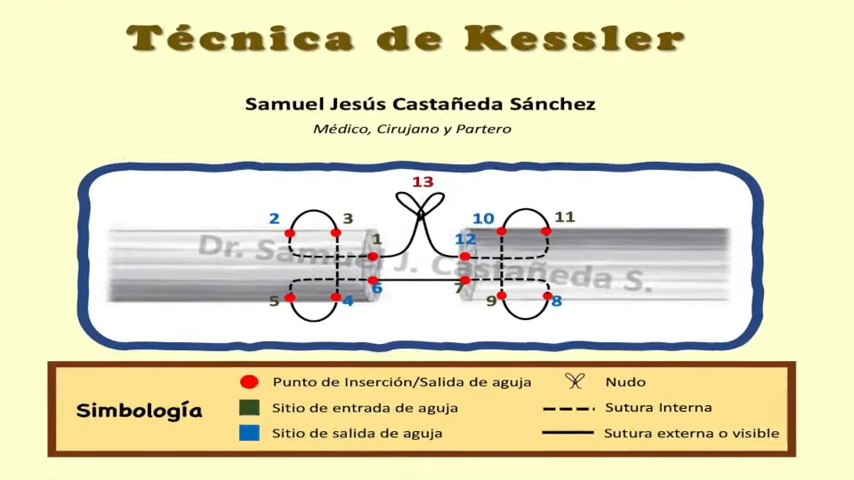 Técnica de Kessler
Samuel Jesús Castañeda Sánchez
Médico, Cirujano y Partero
13
2 3 10 11
1 12
Dr. Samuel J. Castañeda S.
6 7
5 4 9 8
Simbología
Punto de Inserción/Salida de aguja
Sitio de entrada de aguja
Sitio de salida de aguja
Nudo
Sutura Interna
Sutura externa o visible